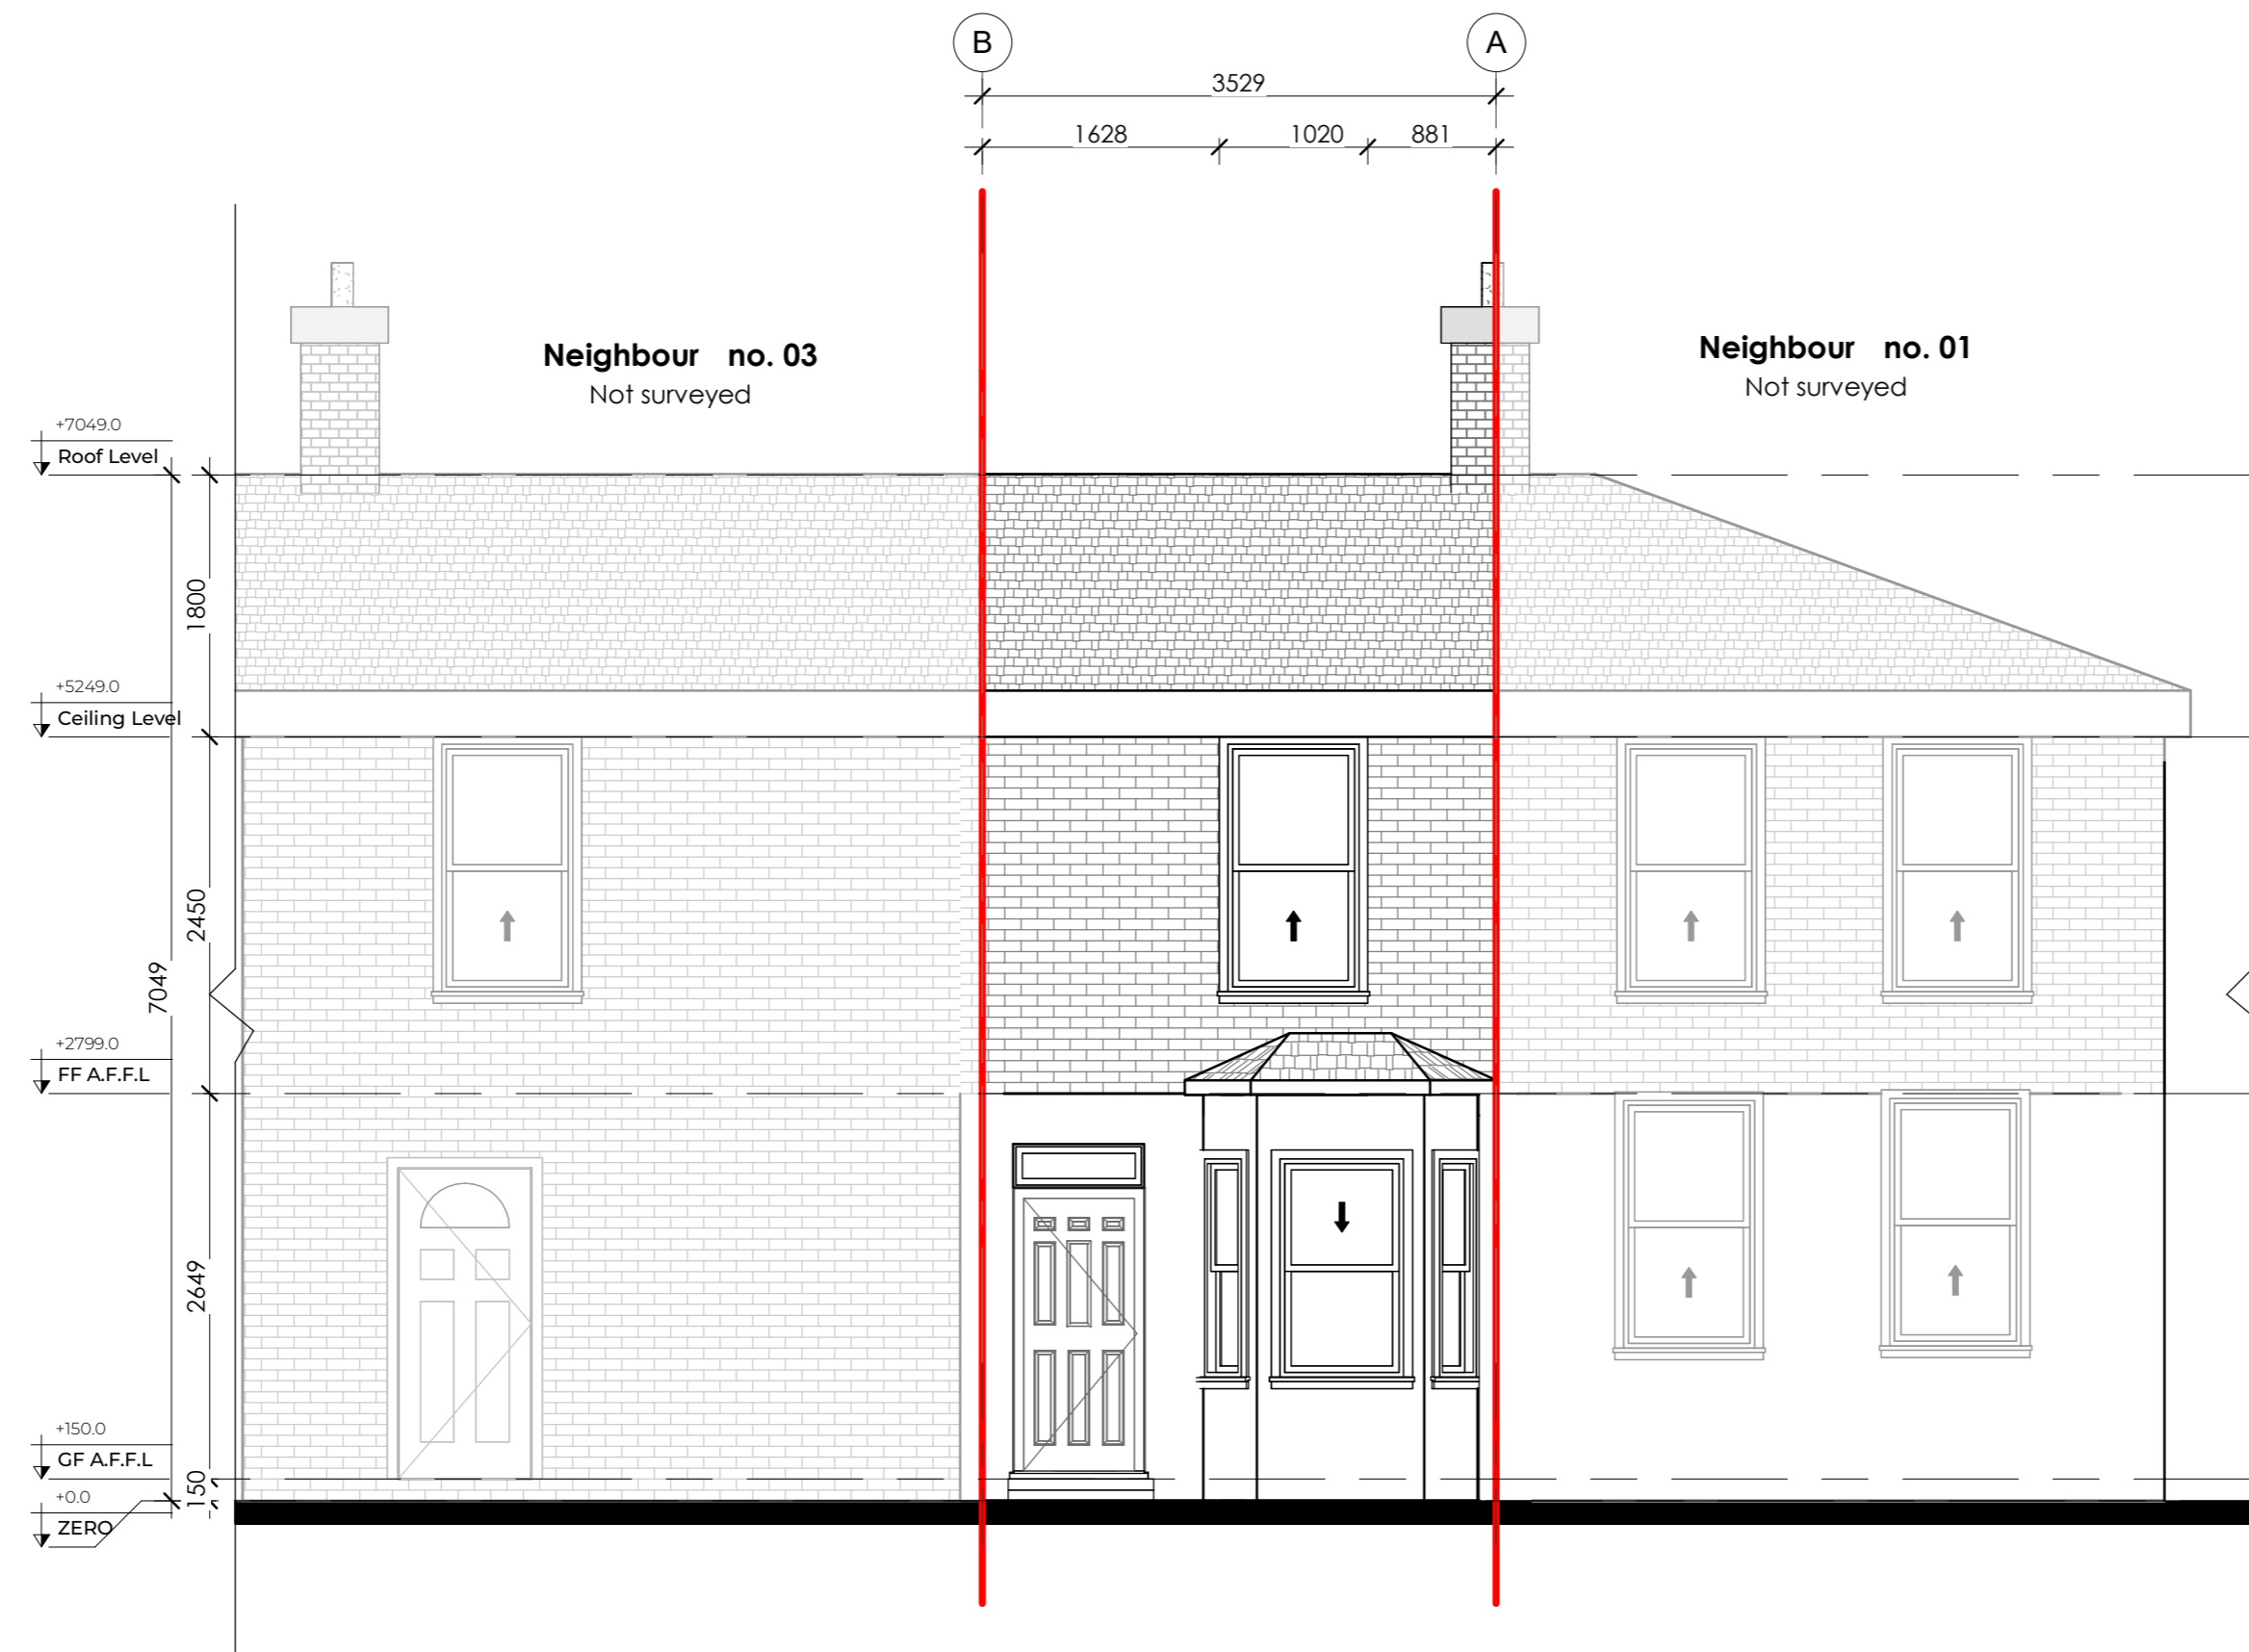 B
A
3529
1628
1020
881
Neighbour no. 03
Not surveyed
Neighbour no. 01
Not surveyed
+7049.0
Roof Level
1800
+5249.0
Ceiling Level
2450
7049
+2799.0
FF A.F.F.L
2649
+150.0
GF A.F.F.L
150
+0.0
ZERO